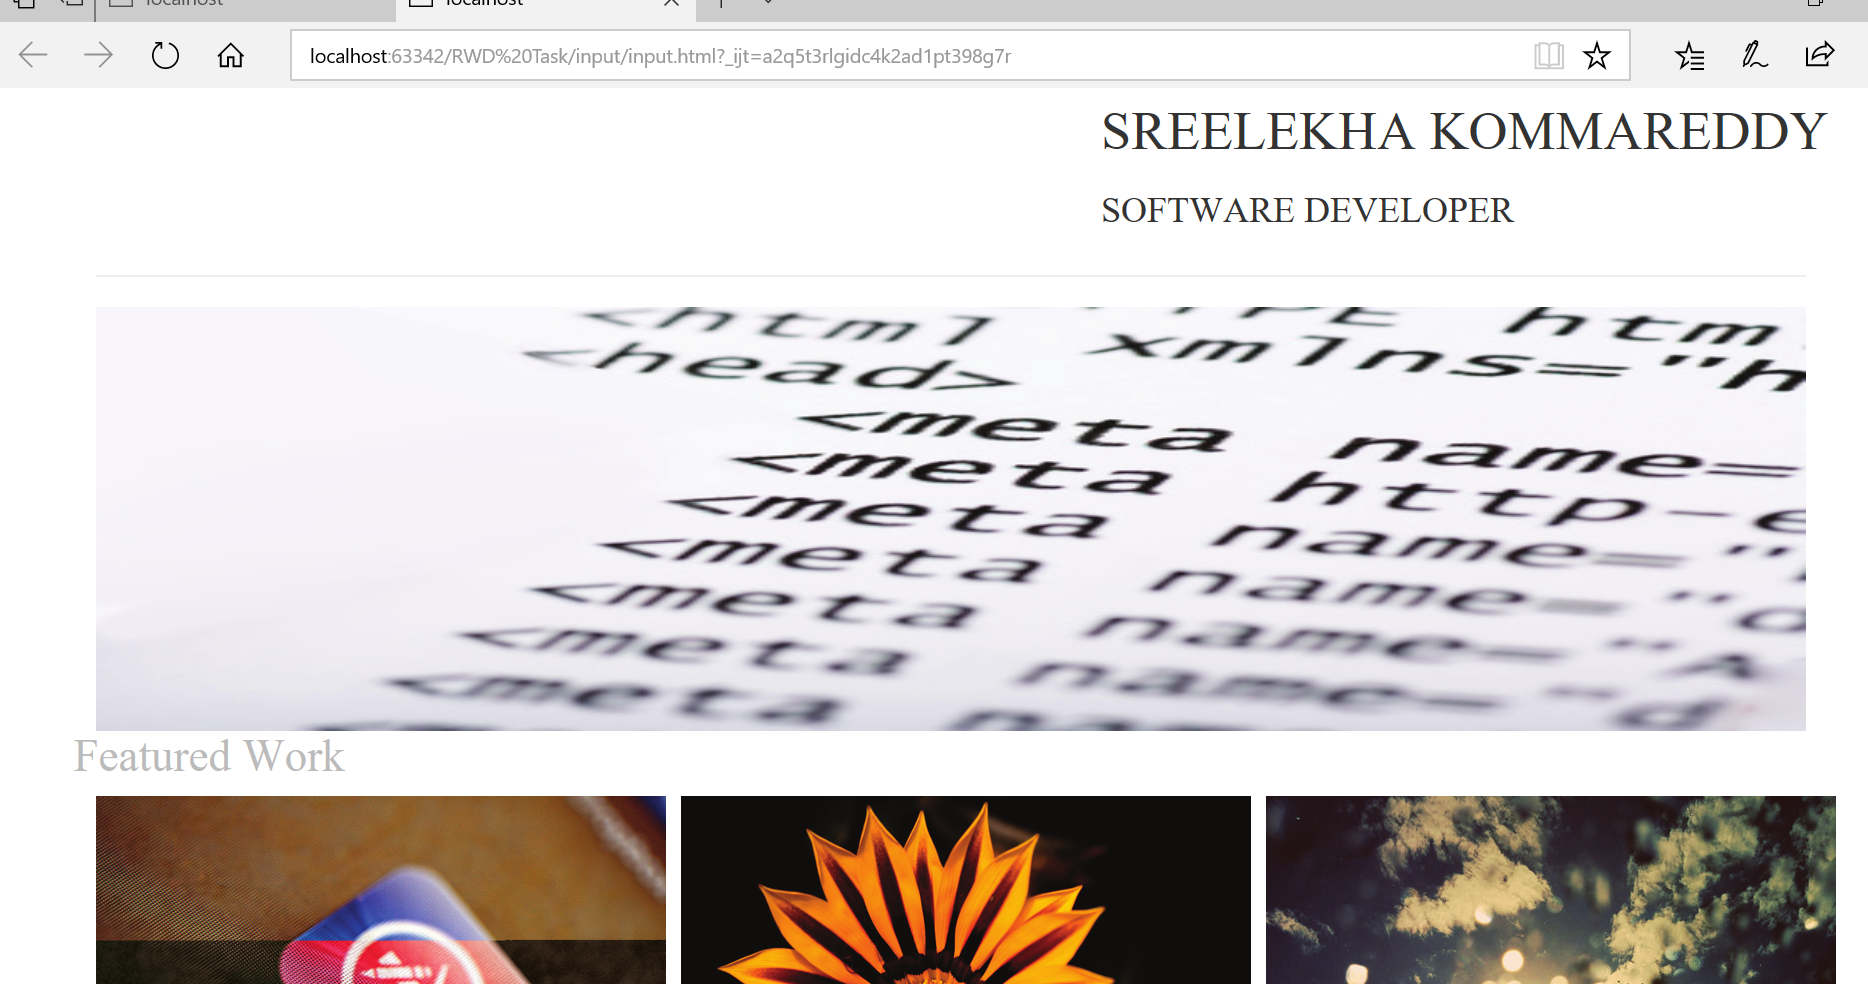 localhost
localhost
localhost:63342/RWD%20Task/input/input.html?_ijt=a2q5t3rlgidc4k2ad1pt398g7r
SREELEKHA KOMMAREDDY
SOFTWARE DEVELOPER
<html
htm
<head>
xmlns="h
<meta name=
<meta http-e
<meta name="
<meta name="d
<meta name="A
<meta name="d
<meta
Featured Work